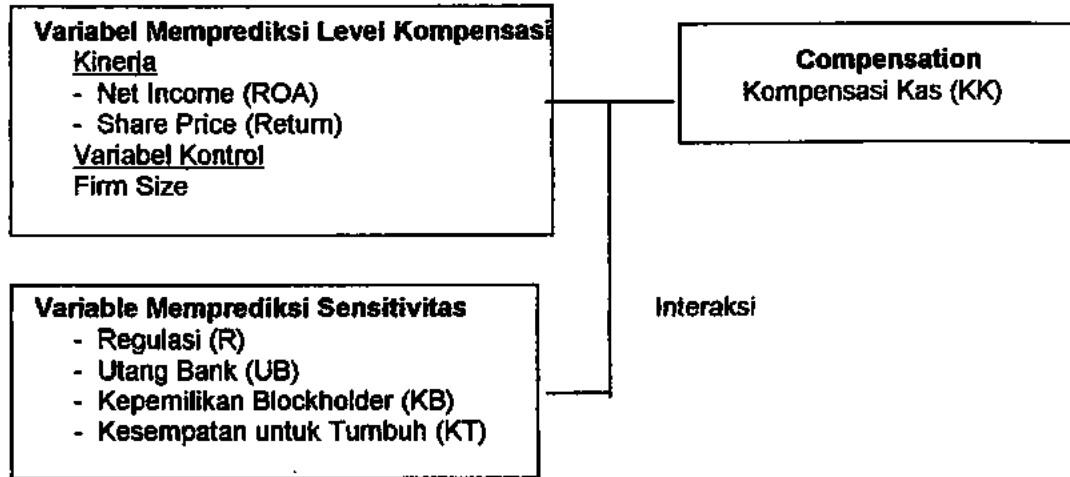 Variabel Memprediksi Level Kompensasi
Kinerja
- Net Income (ROA)
- Share Price (Return)
Variabel Kontrol
Firm Size
Compensation
Kompensasi Kas (KK)
Variable Memprediksi Sensitivitas
- Regulasi (R)
- Utang Bank (UB)
- Kepemilikan Blockholder (KB)
- Kesempatan untuk Tumbuh (KT)
Interaksi